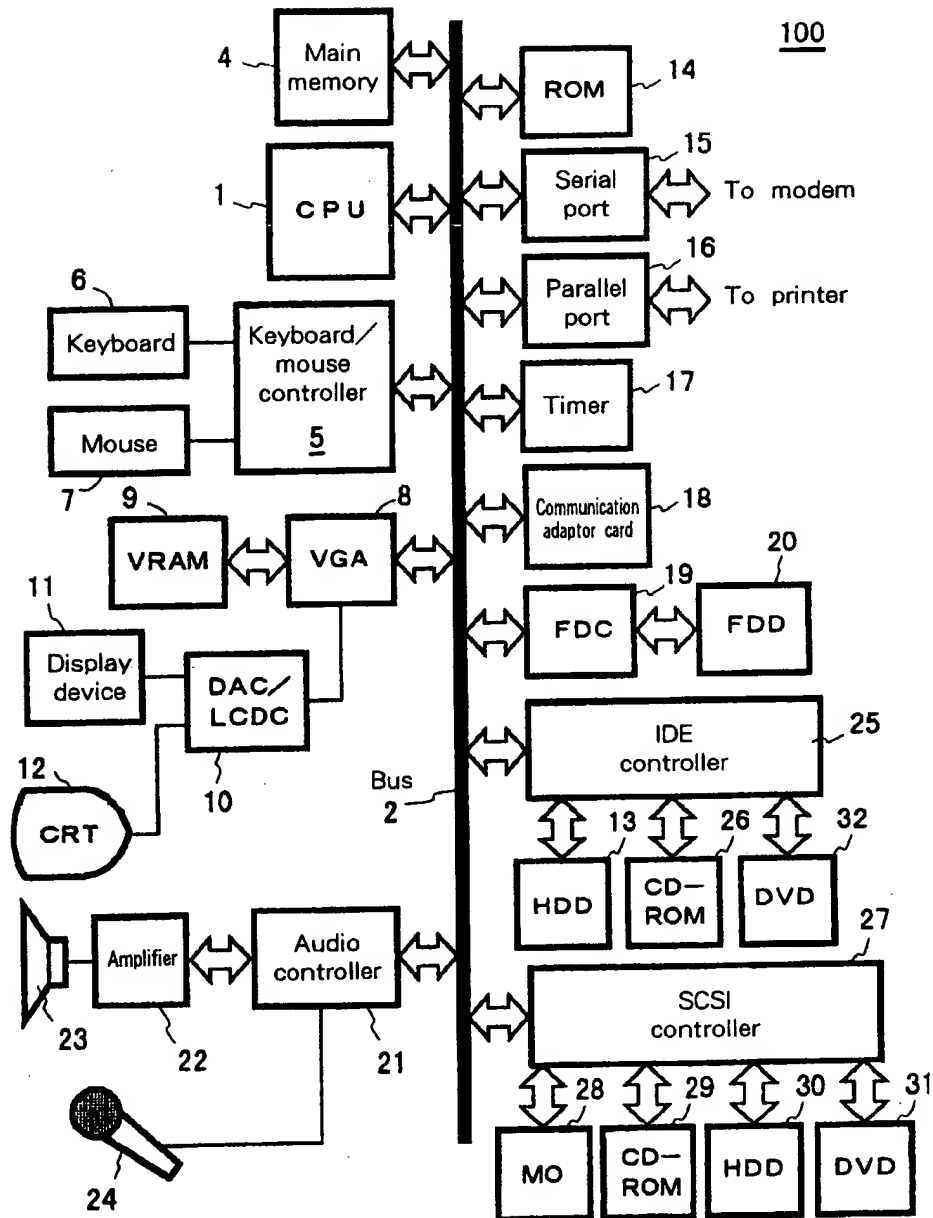 100
4
Main
memory
ROM
14
1
CPU
15
Serial
port
To modem
16
Parallel
port
To printer
6
Keyboard
Keyboard/
mouse
controller
5
Mouse
7
Timer
17
Communication
adaptor card
18
9
VRAM
8
VGA
19
FDC
20
FDD
11
Display
device
DAC/
LCDC
10
IDE
controller
25
Bus
2
12
CRT
13
HDD
26
CD-
ROM
32
DVD
23
Amplifier
22
Audio
controller
21
27
SCSI
controller
24
28
MO
29
CD-
ROM
30
HDD
31
DVD